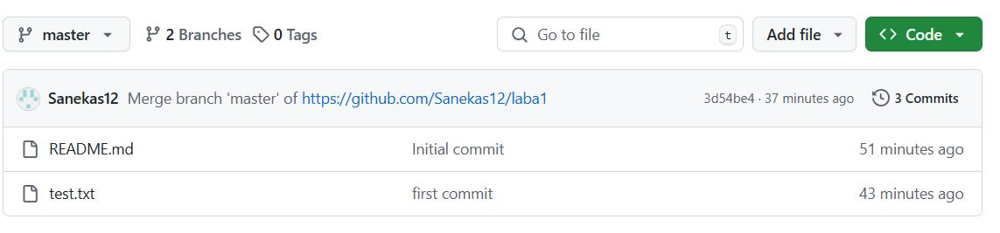 master 2 Branches 0 Tags Go to file t Add file Code
Sanekas12 Merge branch 'master' of https://github.com/Sanekas12/laba1 3d54be4 · 37 minutes ago 3 Commits
README.md Initial commit 51 minutes ago
test.txt first commit 43 minutes ago